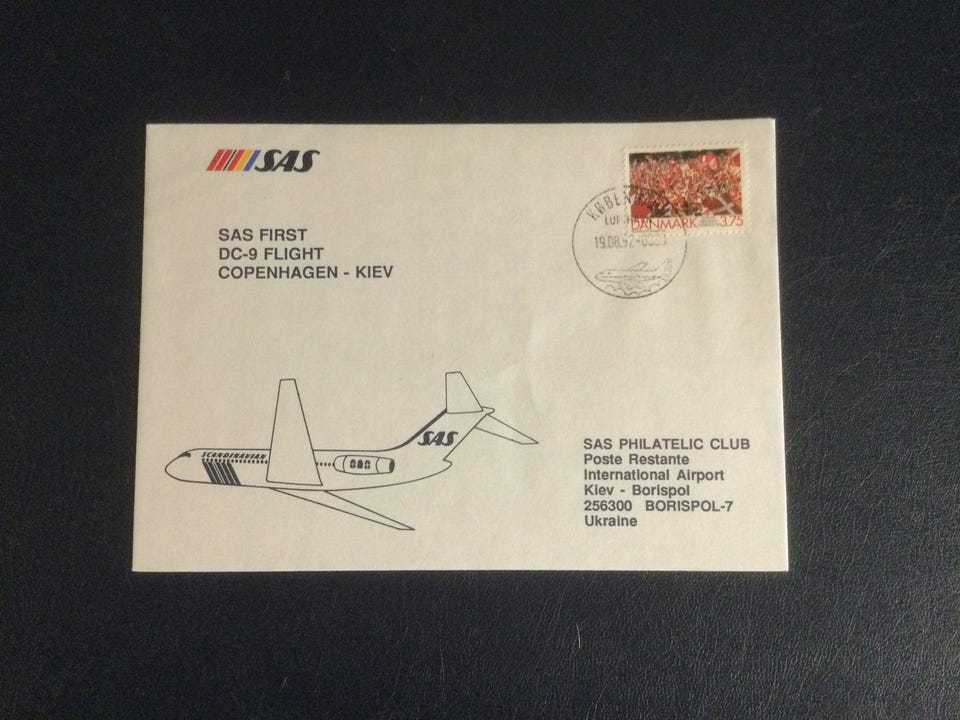 SAS
SAS FIRST
DC-9 FLIGHT
COPENHAGEN - KIEV
DANMARK 3.75
19.08.92
SCANDINAVIAN
SAS
SAS PHILATELIC CLUB
Poste Restante
International Airport
Kiev - Borispol
256300 BORISPOL-7
Ukraine